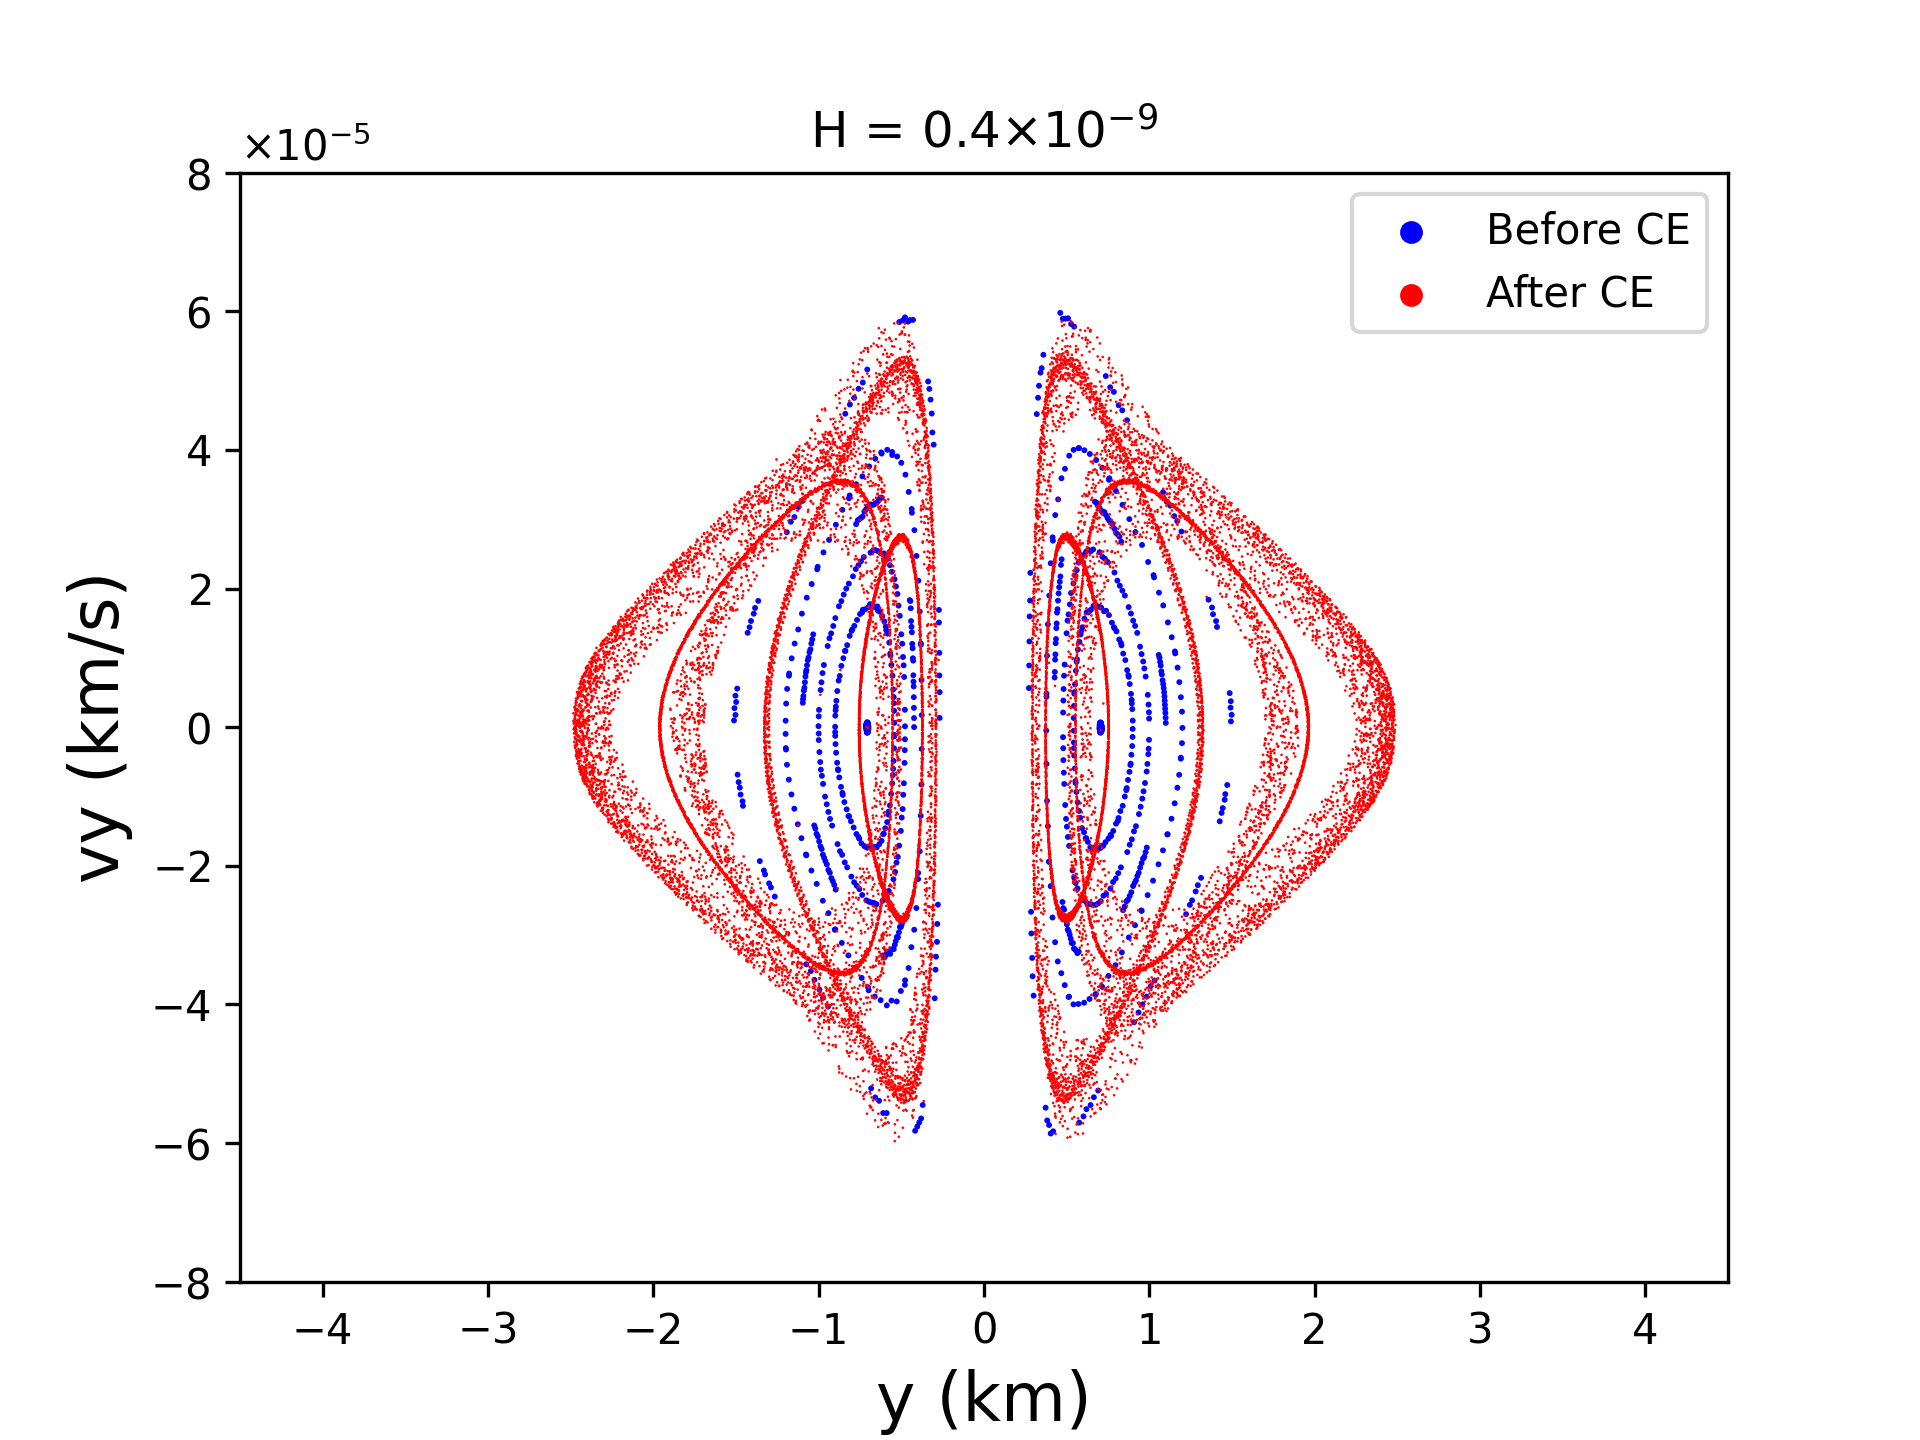 H = 0.4×10⁻⁹
×10⁻⁵
Before CE
After CE
8
6
4
2
0
−2
−4
−6
−8
vy (km/s)
−4 −3 −2 −1 0 1 2 3 4
y (km)